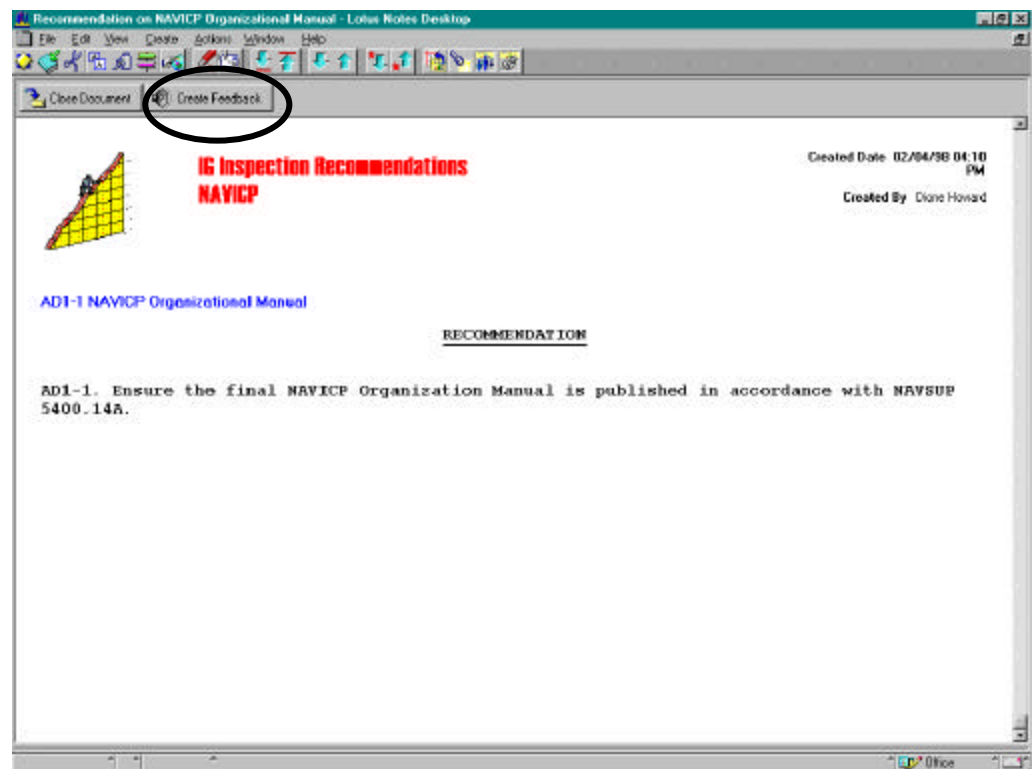 Recommendation on NAVICP Organizational Manual - Lotus Notes Desktop
File Edit View Create Actions Window Help
Close Document Create Feedback
IG Inspection Recommendations
NAVICP
Created Date 02/04/98 04:10
PM
Created By Diane Howard
AD1-1 NAVICP Organizational Manual
RECOMMENDATION
AD1-1. Ensure the final NAVICP Organization Manual is published in accordance with NAVSUP
5400.14A.
Office